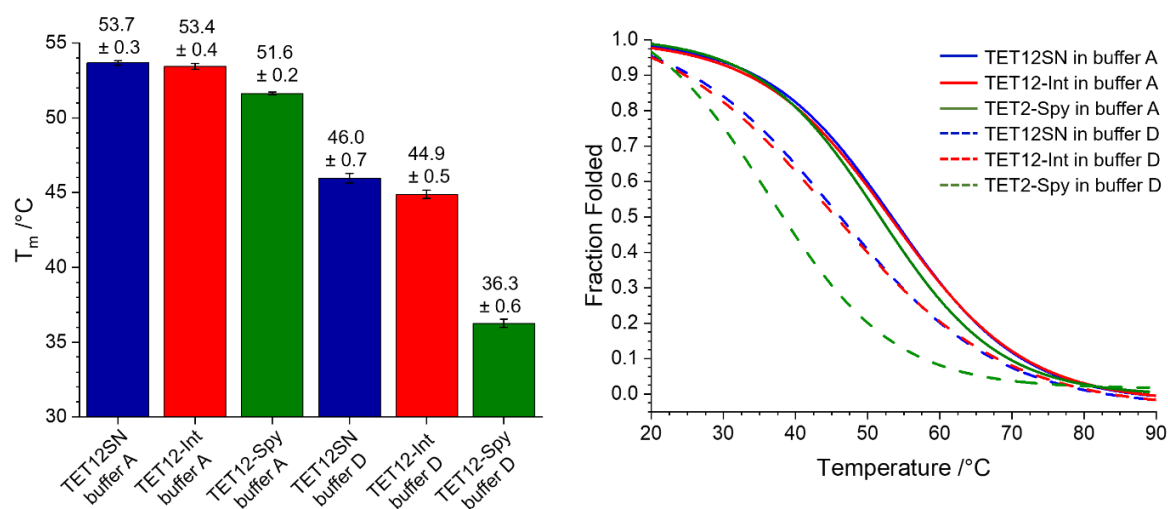 53.7
± 0.3
53.4
± 0.4
51.6
± 0.2
46.0
± 0.7
44.9
± 0.5
36.3
± 0.6
55
50
45
40
35
30
Tm /°C
TET12SN
buffer A
TET12-Int
buffer A
TET12-Spy
buffer A
TET12SN
buffer D
TET12-Int
buffer D
TET12-Spy
buffer D
1.0
0.9
0.8
0.7
0.6
0.5
0.4
0.3
0.2
0.1
0.0
Fraction Folded
TET12SN in buffer A
TET12-Int in buffer A
TET2-Spy in buffer A
TET12SN in buffer D
TET12-Int in buffer D
TET2-Spy in buffer D
20 30 40 50 60 70 80 90
Temperature /°C